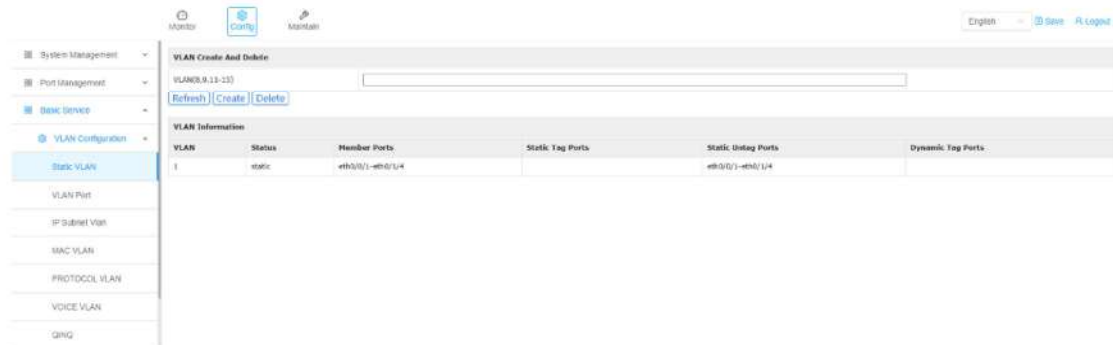 Monitor
Config
Maintain
English
Save
Logout
System Management
Port Management
Basic Service
VLAN Configuration
Static VLAN
VLAN Port
IP Subnet Vlan
MAC VLAN
PROTOCOL VLAN
VOICE VLAN
QINQ
VLAN Create And Delete
VLAN(8,9,11-15)
Refresh Create Delete
VLAN Information
VLAN Status Member Ports Static Tag Ports Static Untag Ports Dynamic Tag Ports
1 static eth0/0/1-eth0/1/4 eth0/0/1-eth0/1/4